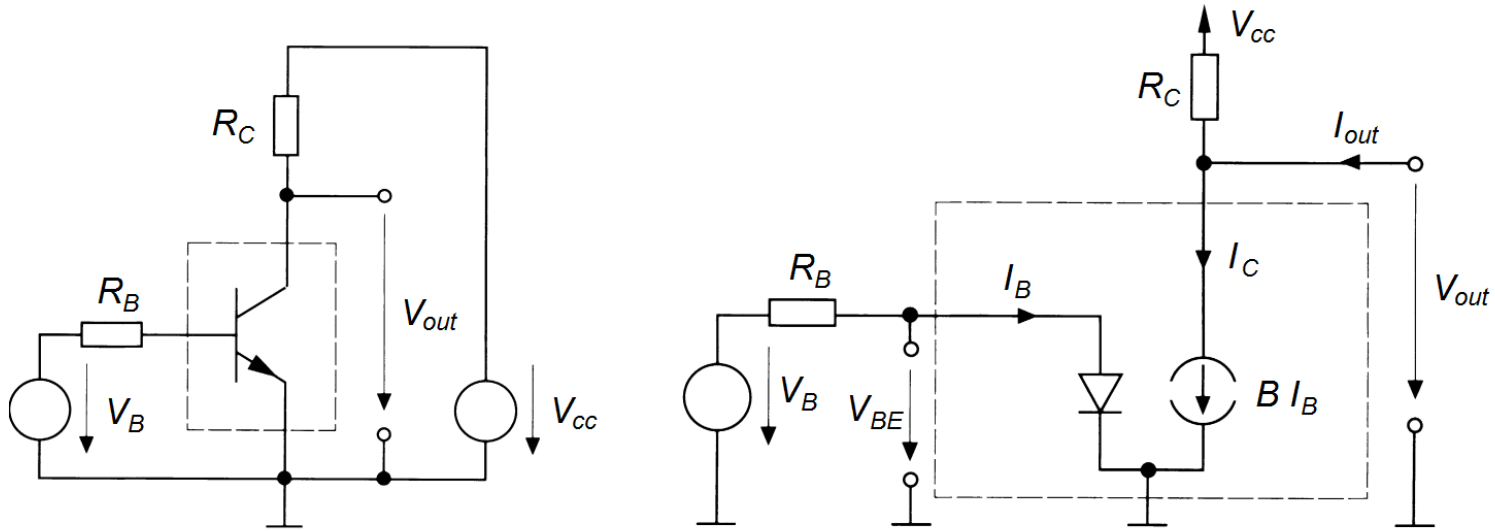 R_C
R_B
V_B
V_out
V_cc
V_cc
R_C
I_out
R_B
I_B
I_C
V_B
V_BE
B I_B
V_out